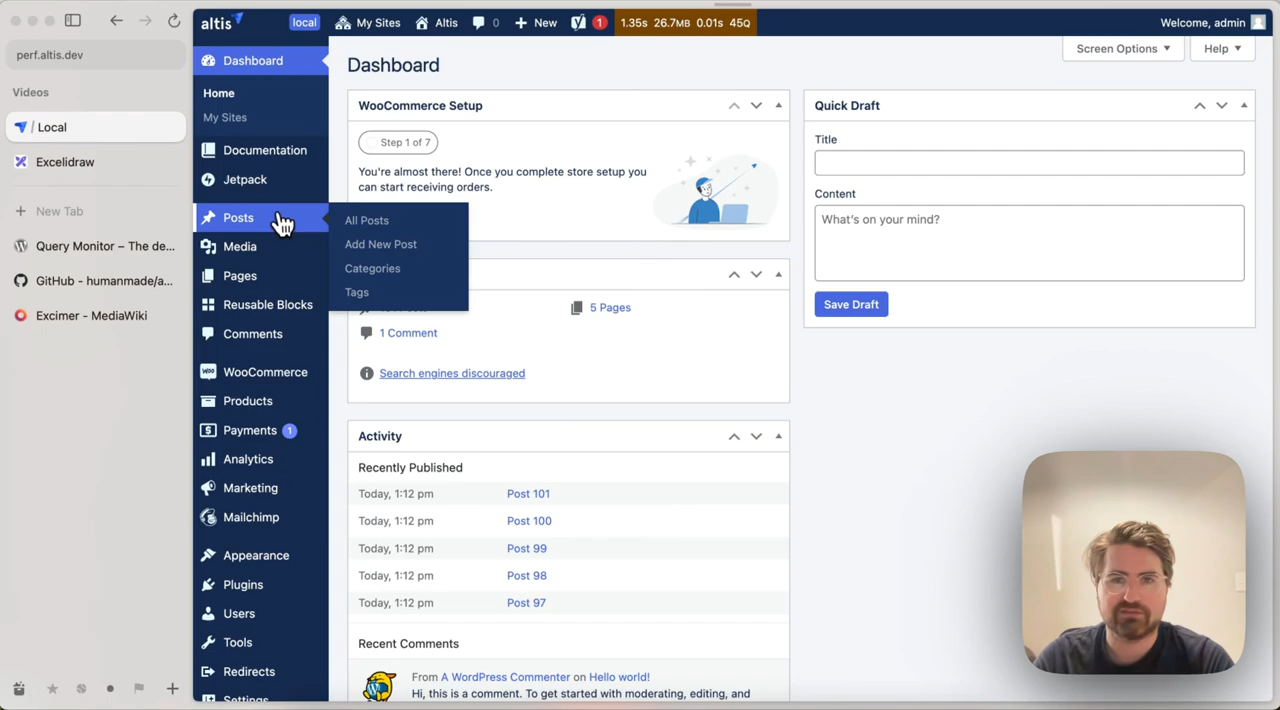 perf.altis.dev
Videos
/ Local
Excelidraw
New Tab
Query Monitor – The de...
GitHub - humanmade/a...
Excimer - MediaWiki
altis
local
My Sites
Altis
0
New
1
1.35s 26.7MB 0.01s 45Q
Welcome, admin
Dashboard
Home
My Sites
Documentation
Jetpack
Posts
Media
Pages
Reusable Blocks
Comments
WooCommerce
Products
Payments 1
Analytics
Marketing
Mailchimp
Appearance
Plugins
Users
Tools
Redirects
Settings
All Posts
Add New Post
Categories
Tags
Dashboard
Screen Options
Help
WooCommerce Setup
Step 1 of 7
You're almost there! Once you complete store setup you
can start receiving orders.
5 Pages
1 Comment
Search engines discouraged
Activity
Recently Published
Today, 1:12 pm Post 101
Today, 1:12 pm Post 100
Today, 1:12 pm Post 99
Today, 1:12 pm Post 98
Today, 1:12 pm Post 97
Recent Comments
From A WordPress Commenter on Hello world!
Hi, this is a comment. To get started with moderating, editing, and
Quick Draft
Title
Content
What's on your mind?
Save Draft